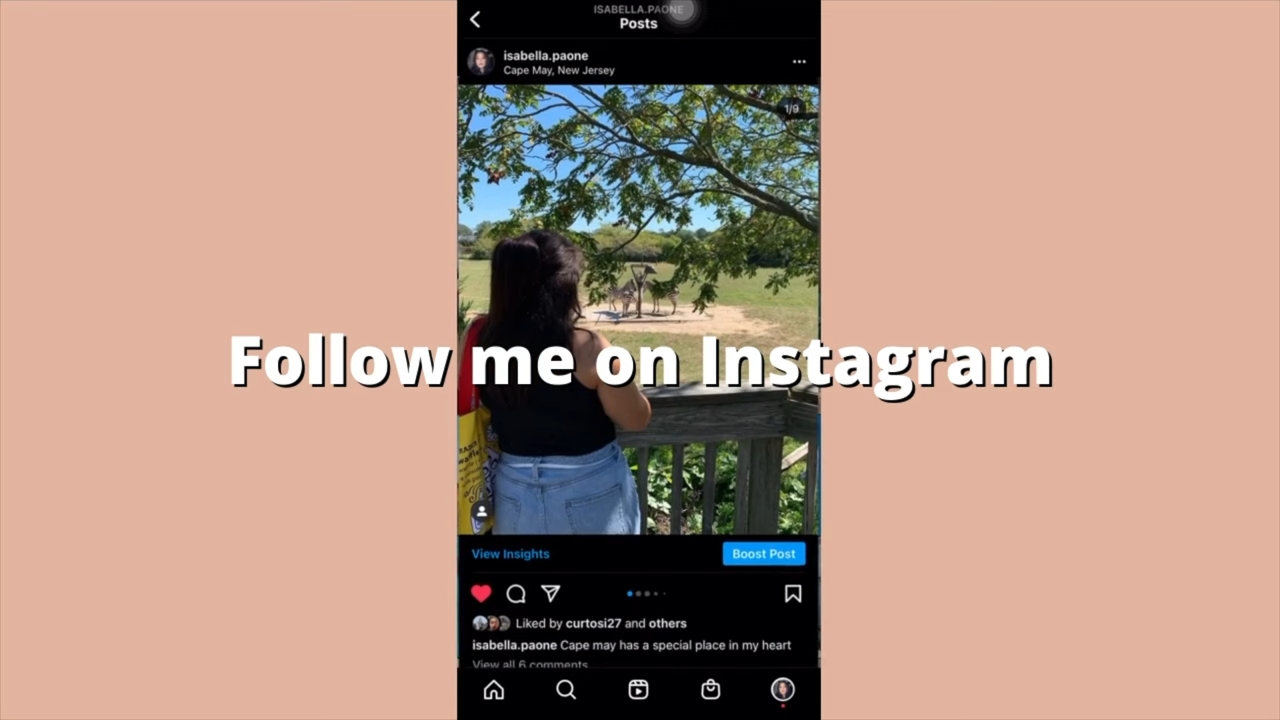 ISABELLA.PAONE
Posts
isabella.paone
Cape May, New Jersey
1/9
Follow me on Instagram
View Insights
Boost Post
Liked by curtosi27 and others
isabella.paone Cape may has a special place in my heart
View all 6 comments